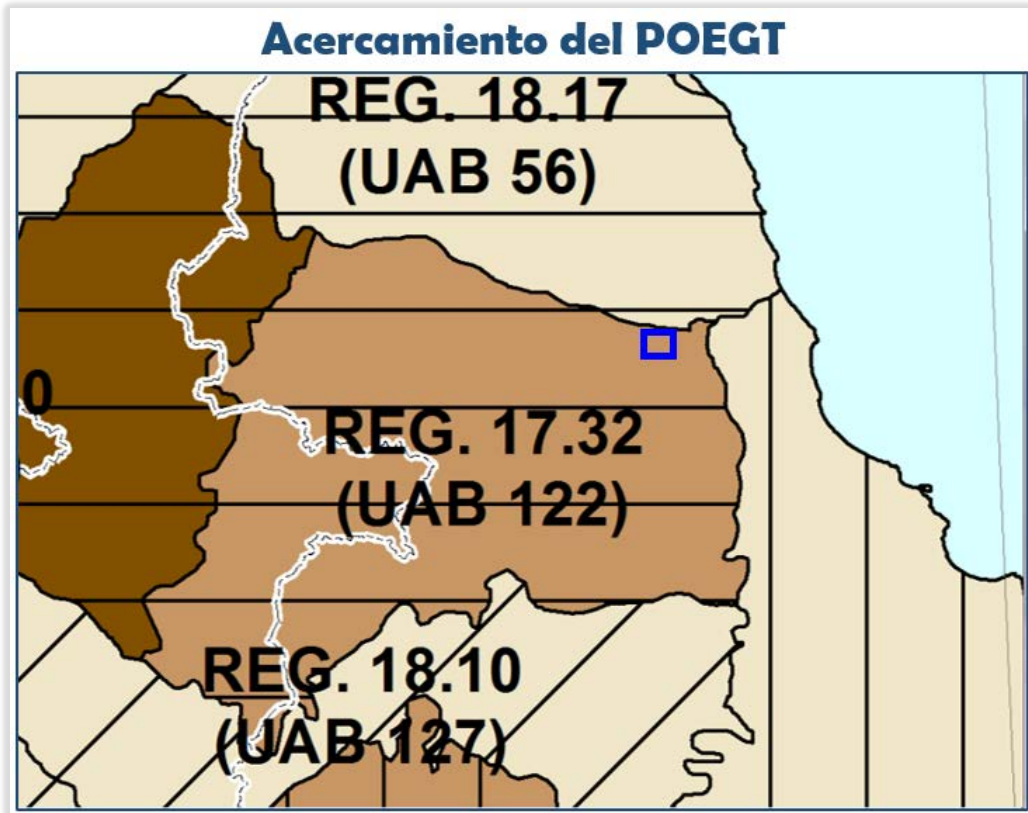 Acercamiento del POEGT
REG. 18.17
(UAB 56)
0
REG. 17.32
(UAB 122)
REG. 18.10
(UAB 127)